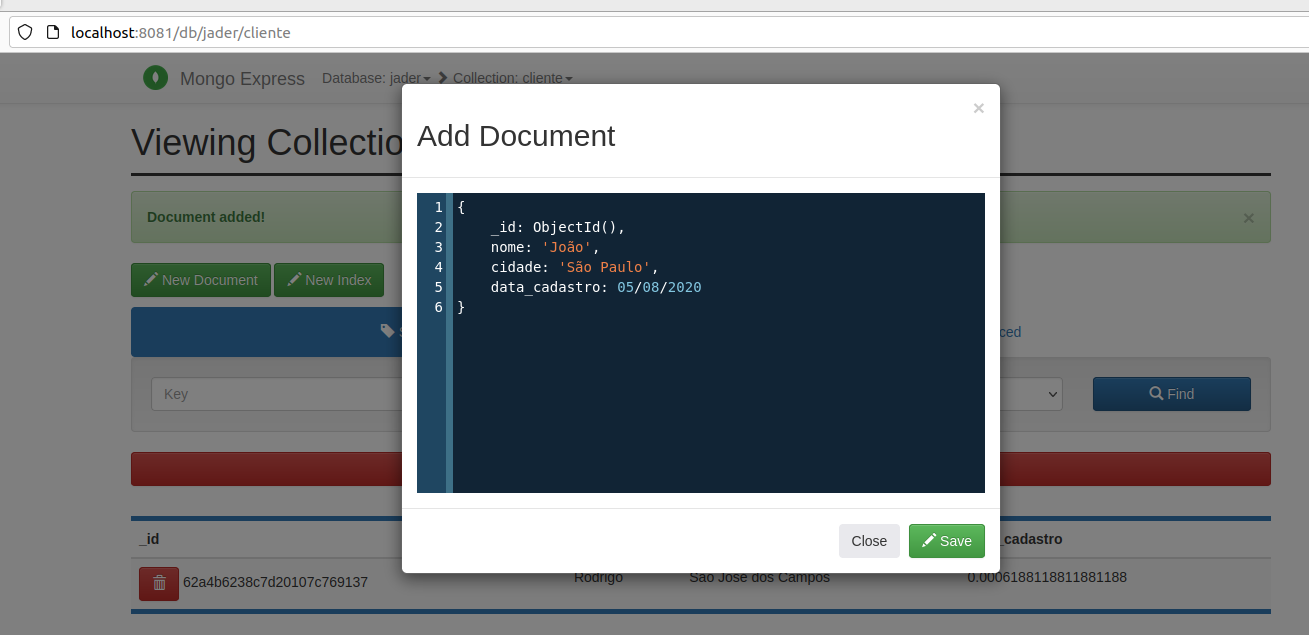 localhost:8081/db/jader/cliente
Mongo Express Database: jader Collection: cliente
Viewing Collectio
Document added! ×
New Document New Index
Key
Find
×
Add Document
1 {
2     _id: ObjectId(),
3     nome: 'João',
4     cidade: 'São Paulo',
5     data_cadastro: 05/08/2020
6 }
Close Save
ced
_id _cadastro
62a4b6238c7d20107c769137 Rodrigo São José dos Campos 0.0006188118811881188